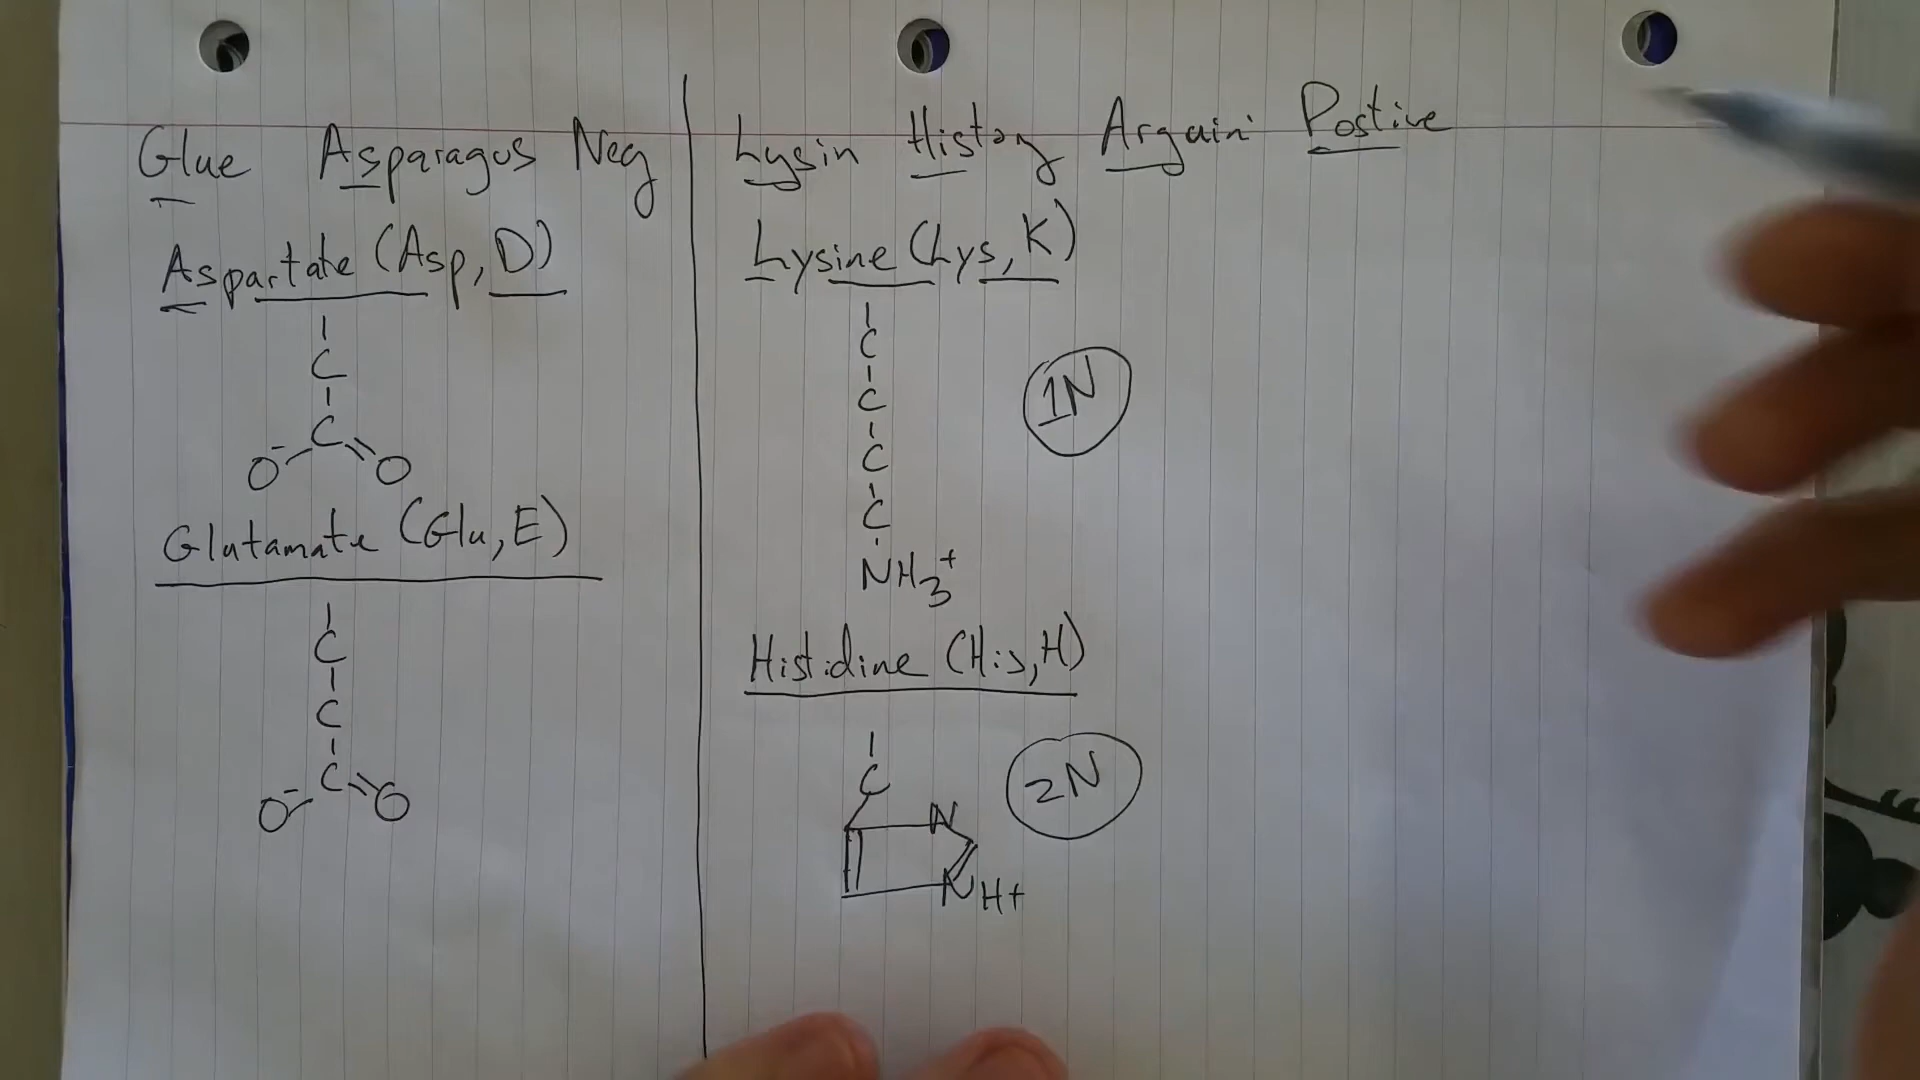 Glue Asparagus Neg
Aspartate (Asp, D)
C
C
O- O
Glutamate (Glu, E)
C
C
C
O- O
Lysin History Argain Postive
Lysine (Lys, K)
C
C
C
C
NH3+
1N
Histidine (His, H)
C
N
NH+
2N